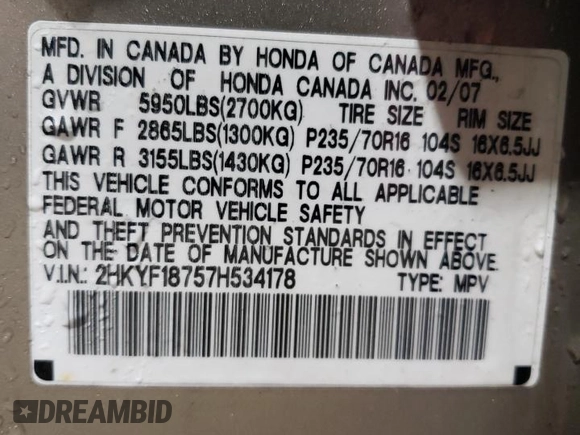 MFD. IN CANADA BY HONDA OF CANADA MFG.,
A DIVISION OF HONDA CANADA INC. 02/07
GVWR 5950LBS(2700KG) TIRE SIZE RIM SIZE
GAWR F 2865LBS(1300KG) P235/70R16 104S 16X6.5JJ
GAWR R 3155LBS(1430KG) P235/70R16 104S 16X6.5JJ
THIS VEHICLE CONFORMS TO ALL APPLICABLE
FEDERAL MOTOR VEHICLE SAFETY
AND THEFT PREVENTION STANDARDS IN EFFECT
ON THE DATE OF MANUFACTURE SHOWN ABOVE.
V.I.N.: 2HKYF18757H534178 TYPE: MPV
DREAMBID